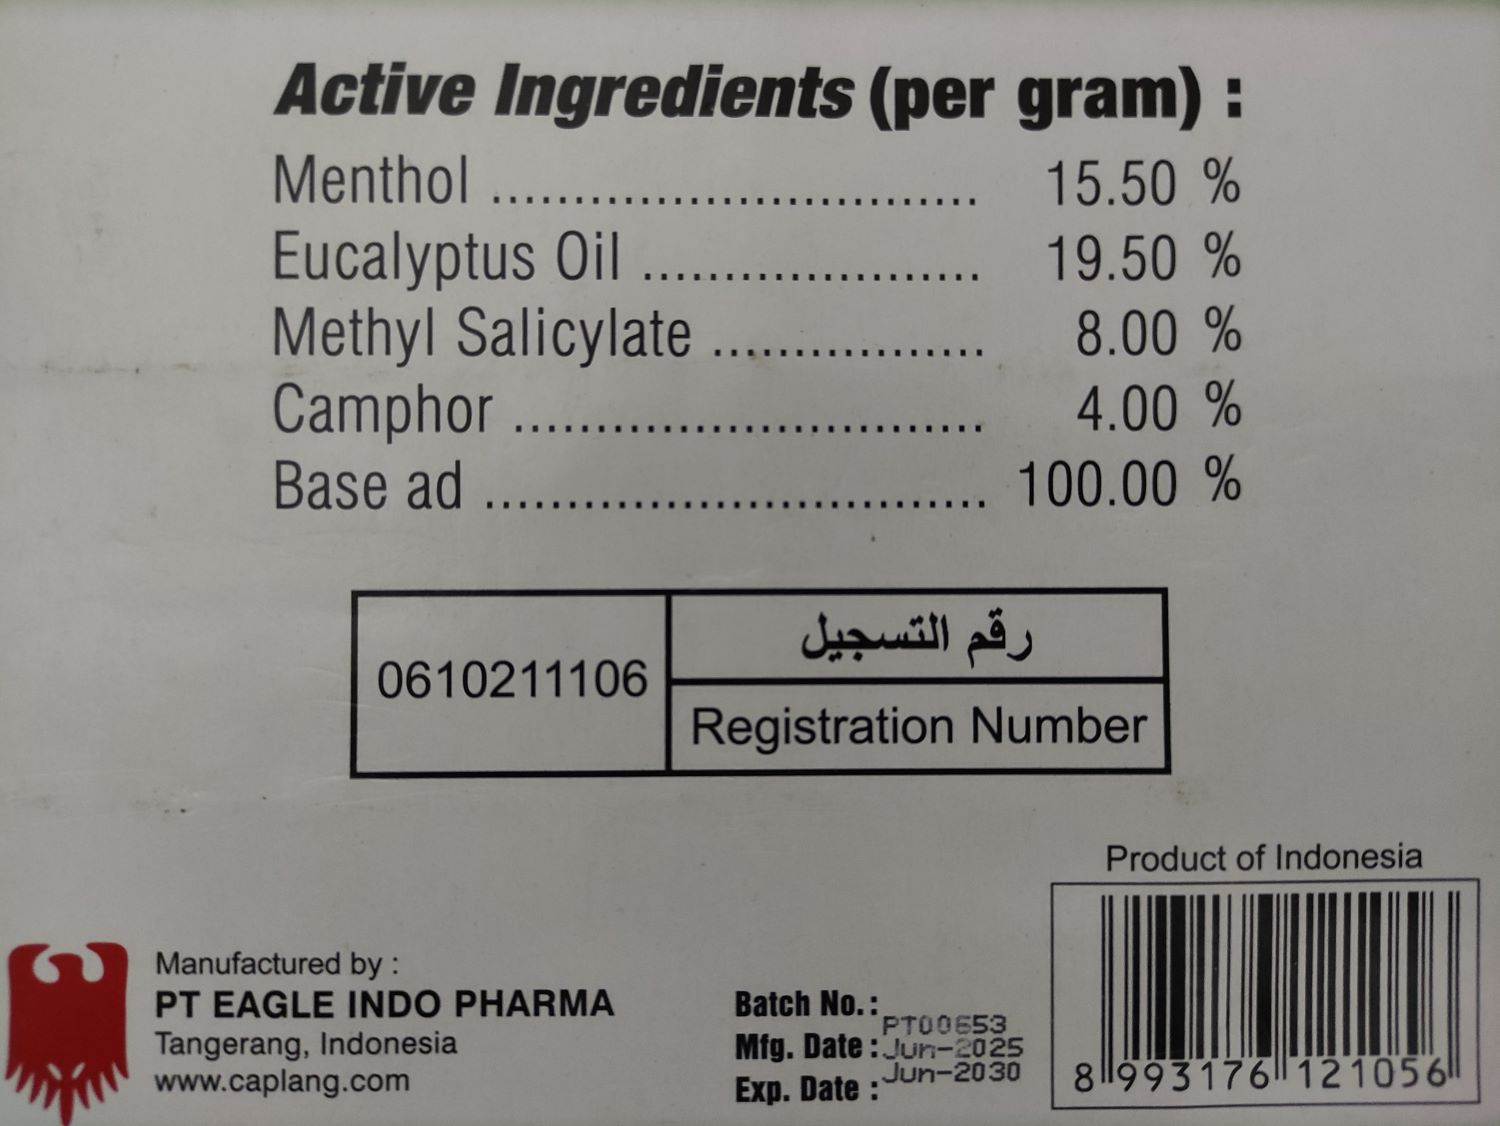 Active Ingredients (per gram) :
Menthol .............................. 15.50 %
Eucalyptus Oil ..................... 19.50 %
Methyl Salicylate ................. 8.00 %
Camphor ............................. 4.00 %
Base ad ............................... 100.00 %
0610211106
رقم التسجيل
Registration Number
Product of Indonesia
Manufactured by :
PT EAGLE INDO PHARMA
Tangerang, Indonesia
www.caplang.com
Batch No. : PT00653
Mfg. Date : Jun-2025
Exp. Date : Jun-2030
8 993176 121056